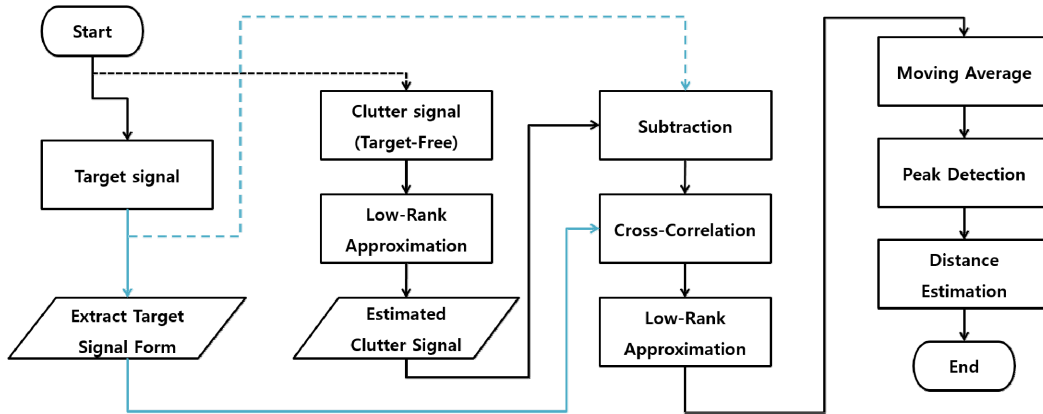 Start
Target signal
Extract Target
Signal Form
Clutter signal
(Target-Free)
Low-Rank
Approximation
Estimated
Clutter Signal
Subtraction
Cross-Correlation
Low-Rank
Approximation
Moving Average
Peak Detection
Distance
Estimation
End